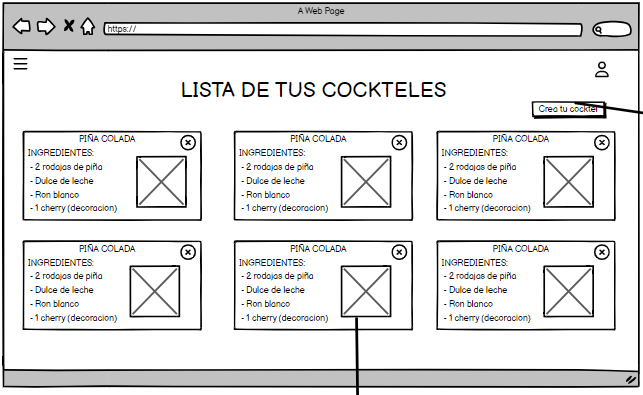 A Web Page
https://
LISTA DE TUS COCKTELES
Crea tu cocktel
PIÑA COLADA
INGREDIENTES:
- 2 rodajas de piña
- Dulce de leche
- Ron blanco
- 1 cherry (decoracion)
PIÑA COLADA
INGREDIENTES:
- 2 rodajas de piña
- Dulce de leche
- Ron blanco
- 1 cherry (decoracion)
PIÑA COLADA
INGREDIENTES:
- 2 rodajas de piña
- Dulce de leche
- Ron blanco
- 1 cherry (decoracion)
PIÑA COLADA
INGREDIENTES:
- 2 rodajas de piña
- Dulce de leche
- Ron blanco
- 1 cherry (decoracion)
PIÑA COLADA
INGREDIENTES:
- 2 rodajas de piña
- Dulce de leche
- Ron blanco
- 1 cherry (decoracion)
PIÑA COLADA
INGREDIENTES:
- 2 rodajas de piña
- Dulce de leche
- Ron blanco
- 1 cherry (decoracion)